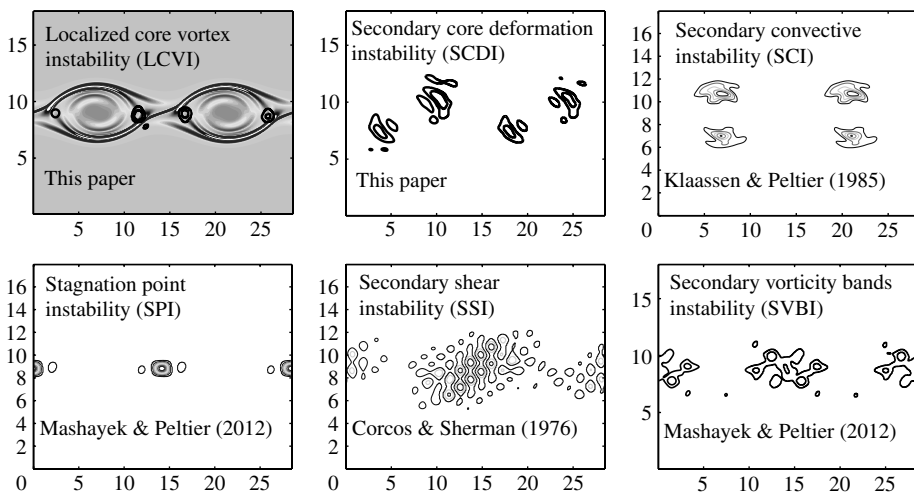 Localized core vortex
instability (LCVI)
This paper
15
10
5
5 10 15 20 25
Secondary core deformation
instability (SCDI)
This paper
15
10
5
5 10 15 20 25
Secondary convective
instability (SCI)
Klaassen & Peltier (1985)
16
14
12
10
8
6
4
2
0 5 10 15 20 25
Stagnation point
instability (SPI)
Mashayek & Peltier (2012)
16
14
12
10
8
6
4
2
0 5 10 15 20 25
Secondary shear
instability (SSI)
Corcos & Sherman (1976)
16
14
12
10
8
6
4
2
0 5 10 15 20 25
Secondary vorticity bands
instability (SVBI)
Mashayek & Peltier (2012)
15
10
5
0 5 10 15 20 25